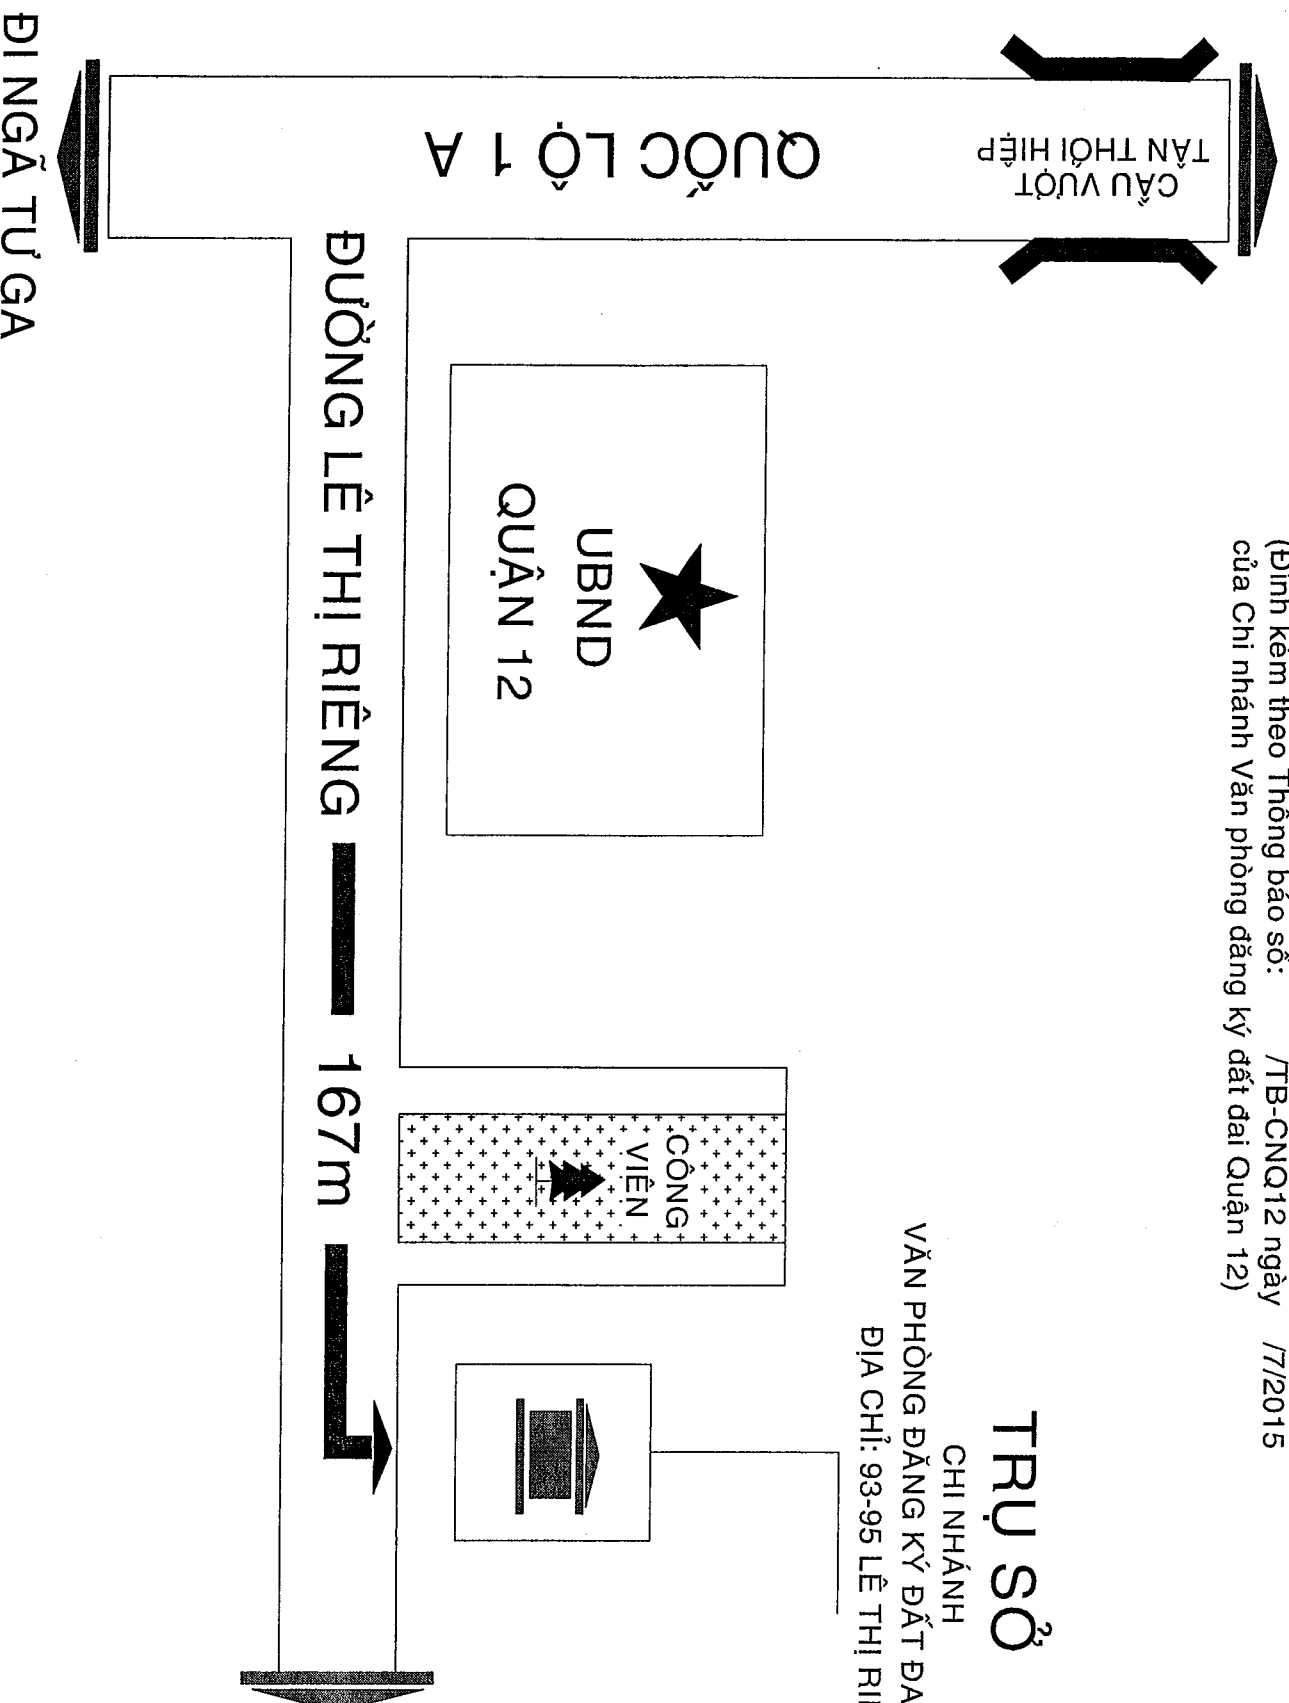 (Đính kèm theo Thông báo số: /TB-CNQ12 ngày /7/2015
của Chi nhánh Văn phòng đăng ký đất đai Quận 12)
TRỤ SỞ
CHI NHÁNH
VĂN PHÒNG ĐĂNG KÝ ĐẤT ĐA
ĐỊA CHỈ: 93-95 LÊ THỊ RIÊ
CẦU VƯỢT
TÂN THỚI HIỆP
QUỐC LỘ 1 A
UBND
QUẬN 12
CÔNG
VIÊN
ĐƯỜNG LÊ THỊ RIÊNG 167m
ĐI NGÃ TƯ GA